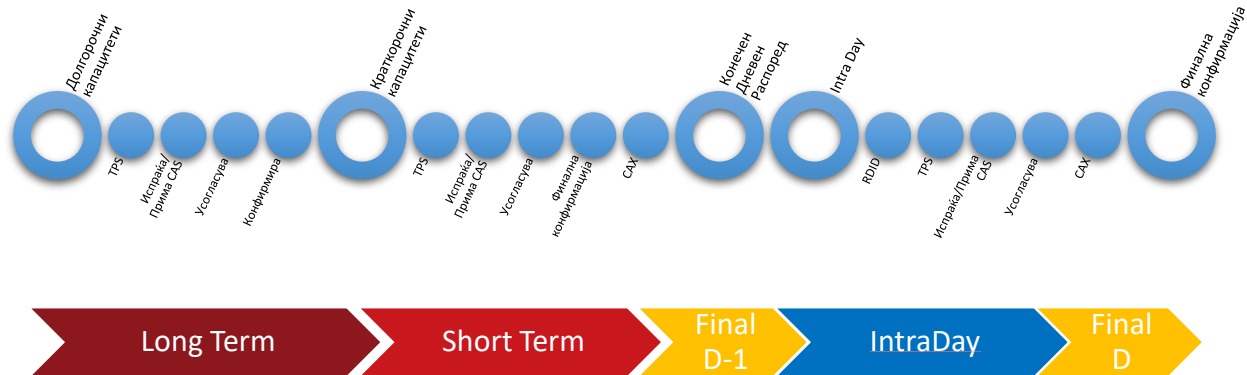 Долгорочни
капацитети
TPS
Испраќа/
Прима CAS
Усогласува
Конфирмира
Краткорочни
капацитети
TPS
Испраќа/
Прима CAS
Усогласува
Финална
конфирмација
CAX
Конечен
Дневен
Распоред
Intra Day
RDID
TPS
Испраќа/Прима
CAS
Усогласува
CAX
Финална
конфирмација
Long Term
Short Term
Final
D-1
IntraDay
Final
D